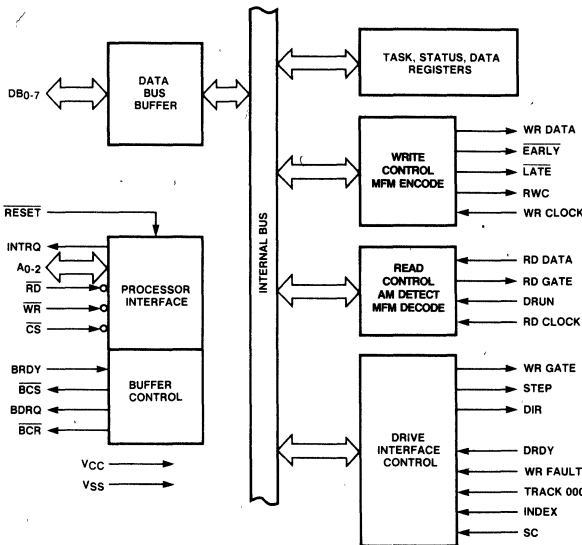 DB0-7
DATA
BUS
BUFFER
RESET
INTRQ
A0-2
RD
WR
CS
PROCESSOR
INTERFACE
BRDY
BCS
BDRQ
BCR
BUFFER
CONTROL
VCC
VSS
INTERNAL BUS
TASK, STATUS, DATA
REGISTERS
WRITE
CONTROL
MFM ENCODE
WR DATA
EARLY
LATE
RWC
WR CLOCK
READ
CONTROL
AM DETECT
MFM DECODE
RD DATA
RD GATE
DRUN
RD CLOCK
DRIVE
INTERFACE
CONTROL
WR GATE
STEP
DIR
DRDY
WR FAULT
TRACK 000
INDEX
SC